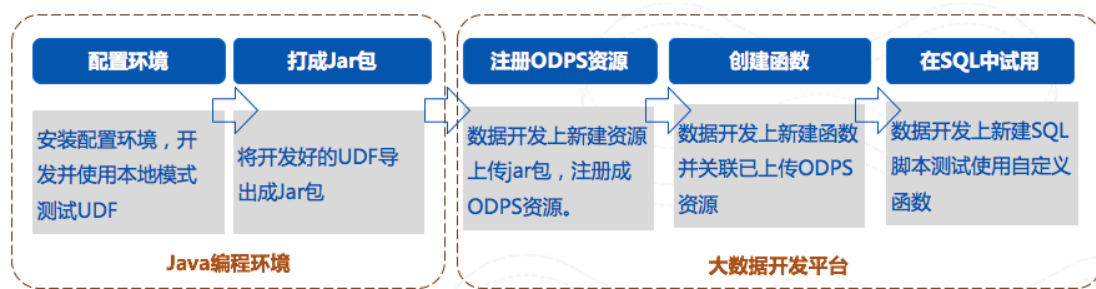 配置环境
打成Jar包
注册ODPS资源
创建函数
在SQL中试用
安装配置环境，开
发并使用本地模式
测试UDF
将开发好的UDF导
出成Jar包
数据开发上新建资源
上传jar包，注册成
ODPS资源。
数据开发上新建函数
并关联已上传ODPS
资源
数据开发上新建SQL
脚本测试使用自定义
函数
Java编程环境
大数据开发平台